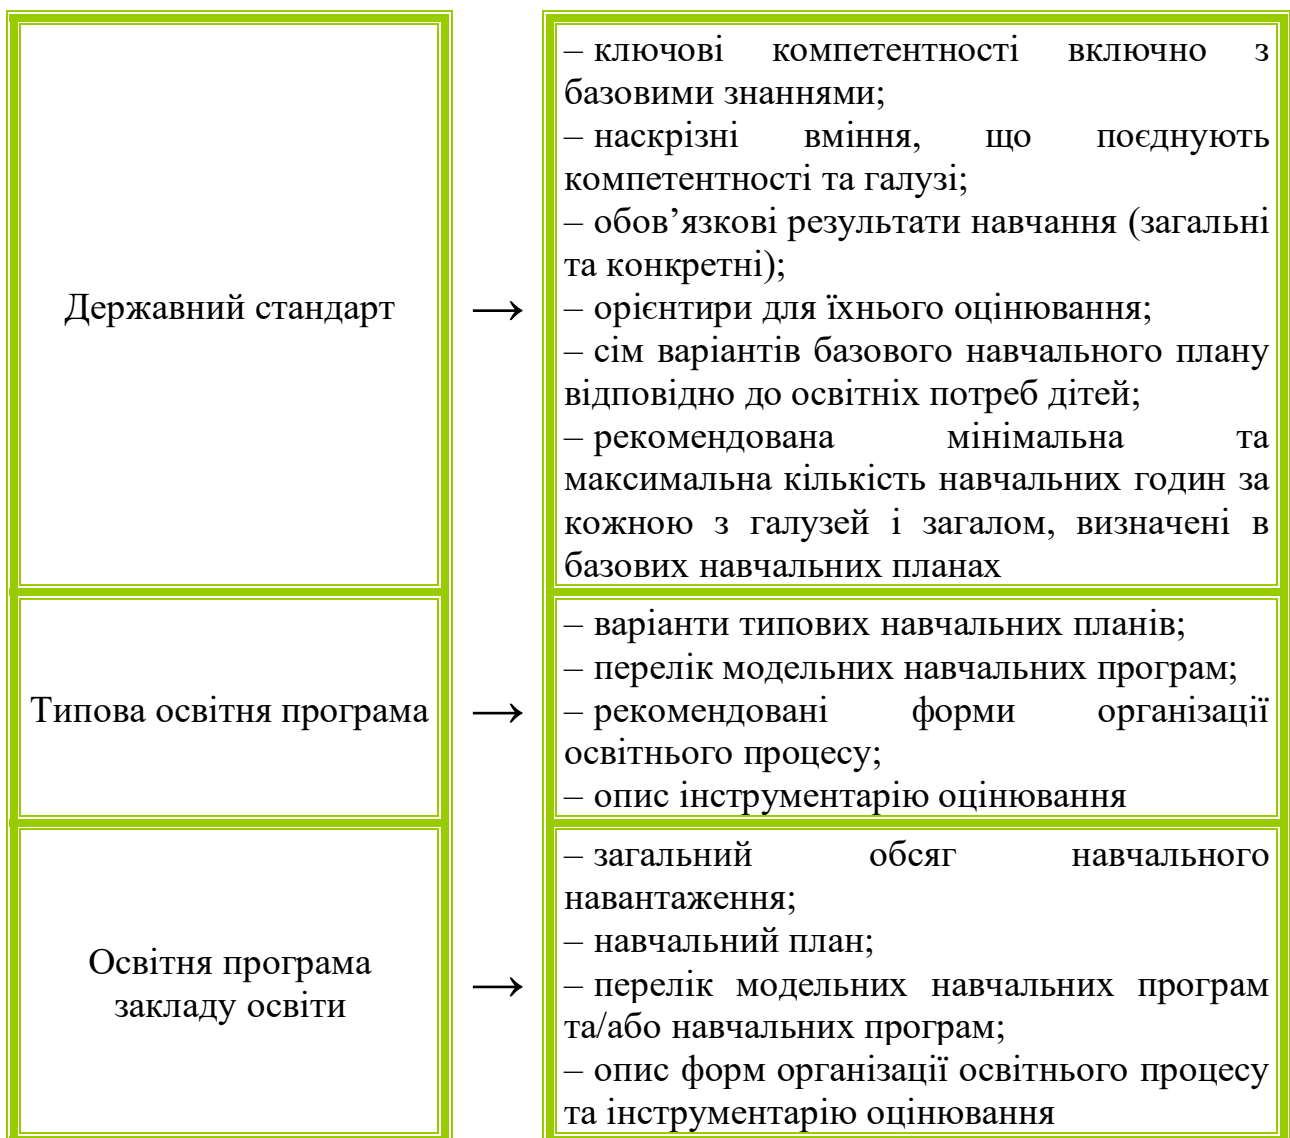 Державний стандарт
→
– ключові компетентності включно з
базовими знаннями;
– наскрізні вміння, що поєднують
компетентності та галузі;
– обов’язкові результати навчання (загальні
та конкретні);
– орієнтири для їхнього оцінювання;
– сім варіантів базового навчального плану
відповідно до освітніх потреб дітей;
– рекомендована мінімальна та
максимальна кількість навчальних годин за
кожною з галузей і загалом, визначені в
базових навчальних планах
Типова освітня програма
→
– варіанти типових навчальних планів;
– перелік модельних навчальних програм;
– рекомендовані форми організації
освітнього процесу;
– опис інструментарію оцінювання
Освітня програма
закладу освіти
→
– загальний обсяг навчального
навантаження;
– навчальний план;
– перелік модельних навчальних програм
та/або навчальних програм;
– опис форм організації освітнього процесу
та інструментарію оцінювання